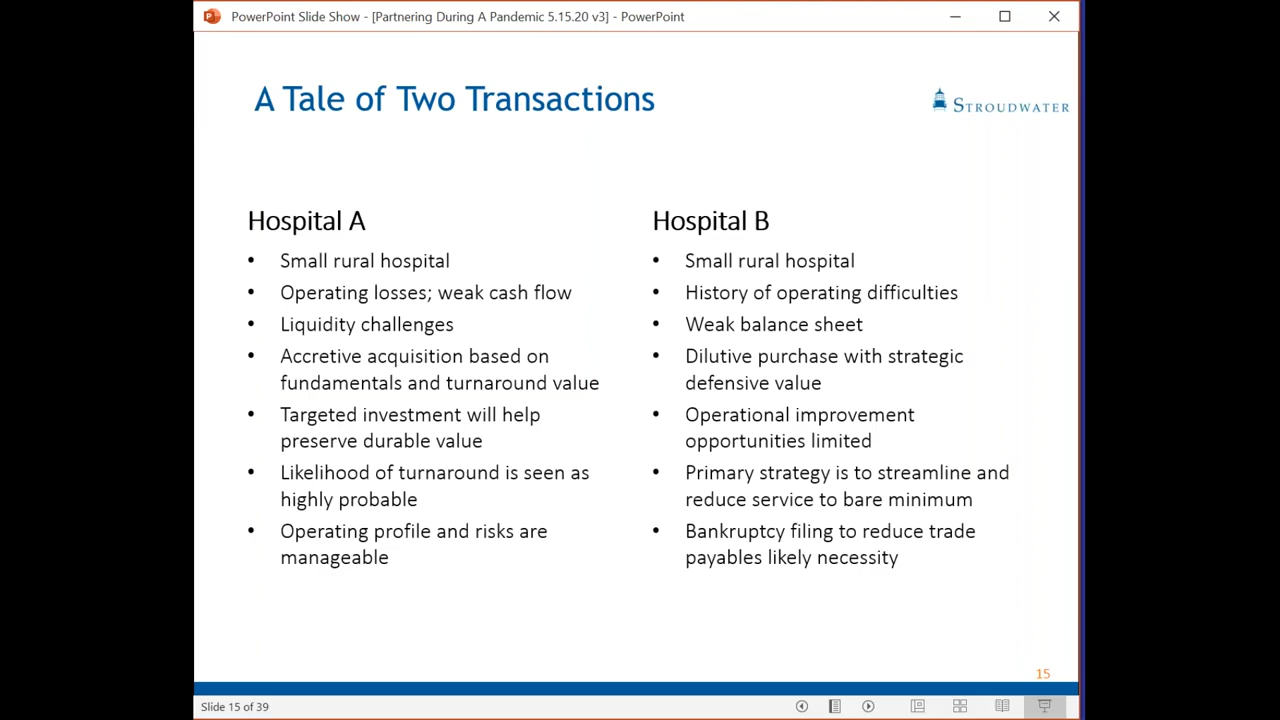 PowerPoint Slide Show - [Partnering During A Pandemic 5.15.20 v3] - PowerPoint
A Tale of Two Transactions
STROUDWATER
Hospital A
• Small rural hospital
• Operating losses; weak cash flow
• Liquidity challenges
• Accretive acquisition based on
fundamentals and turnaround value
• Targeted investment will help
preserve durable value
• Likelihood of turnaround is seen as
highly probable
• Operating profile and risks are
manageable
Hospital B
• Small rural hospital
• History of operating difficulties
• Weak balance sheet
• Dilutive purchase with strategic
defensive value
• Operational improvement
opportunities limited
• Primary strategy is to streamline and
reduce service to bare minimum
• Bankruptcy filing to reduce trade
payables likely necessity
15
Slide 15 of 39